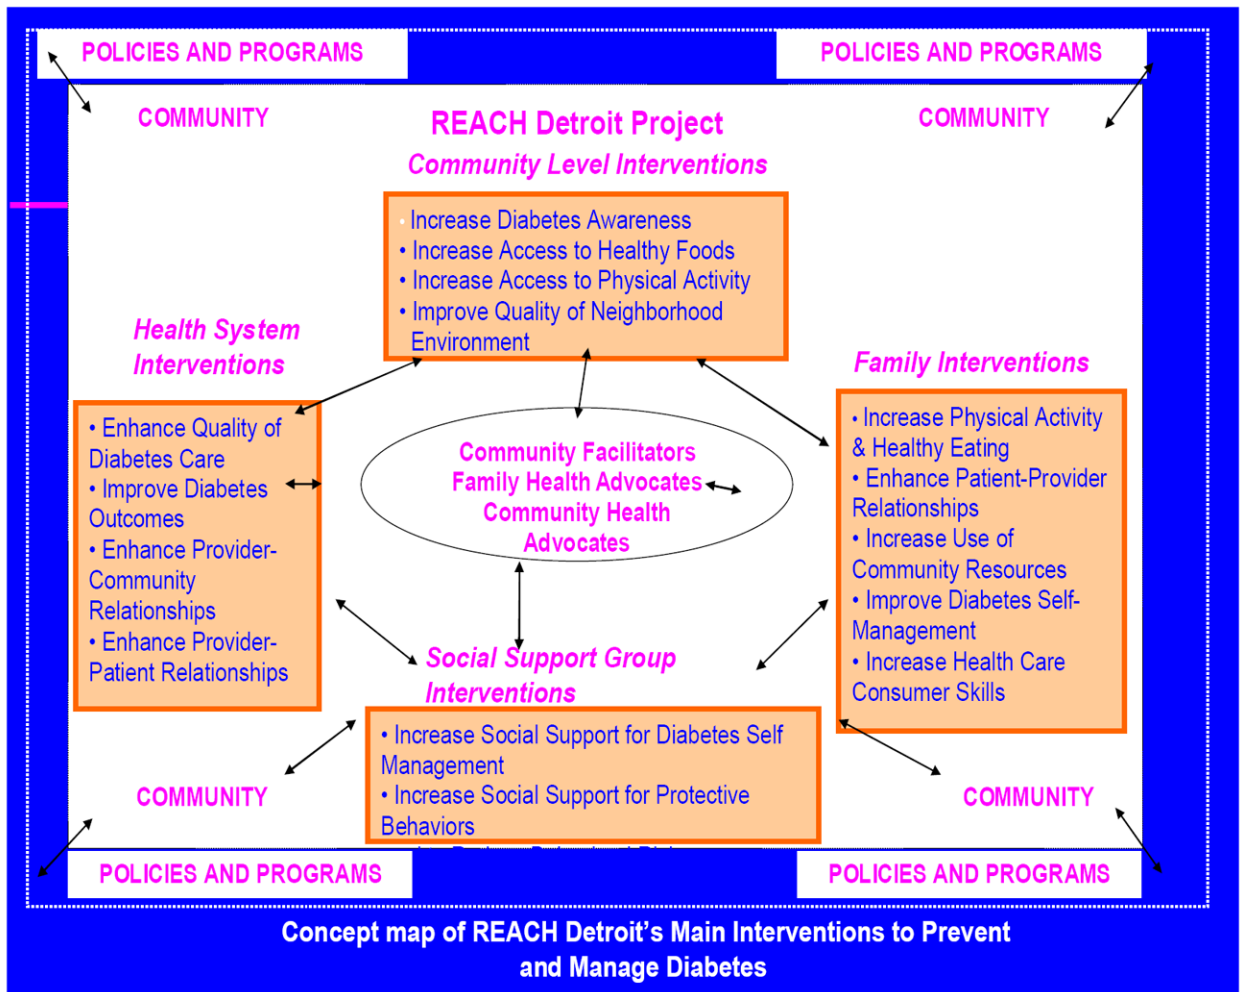 POLICIES AND PROGRAMS
POLICIES AND PROGRAMS
COMMUNITY
COMMUNITY
REACH Detroit Project
Community Level Interventions
• Increase Diabetes Awareness
• Increase Access to Healthy Foods
• Increase Access to Physical Activity
• Improve Quality of Neighborhood
Environment
Health System
Interventions
• Enhance Quality of
Diabetes Care
• Improve Diabetes
Outcomes
• Enhance Provider-
Community
Relationships
• Enhance Provider-
Patient Relationships
Community Facilitators
Family Health Advocates
Community Health
Advocates
Family Interventions
• Increase Physical Activity
& Healthy Eating
• Enhance Patient-Provider
Relationships
• Increase Use of
Community Resources
• Improve Diabetes Self-
Management
• Increase Health Care
Consumer Skills
Social Support Group
Interventions
• Increase Social Support for Diabetes Self
Management
• Increase Social Support for Protective
Behaviors
COMMUNITY
COMMUNITY
POLICIES AND PROGRAMS
POLICIES AND PROGRAMS
Concept map of REACH Detroit's Main Interventions to Prevent
and Manage Diabetes